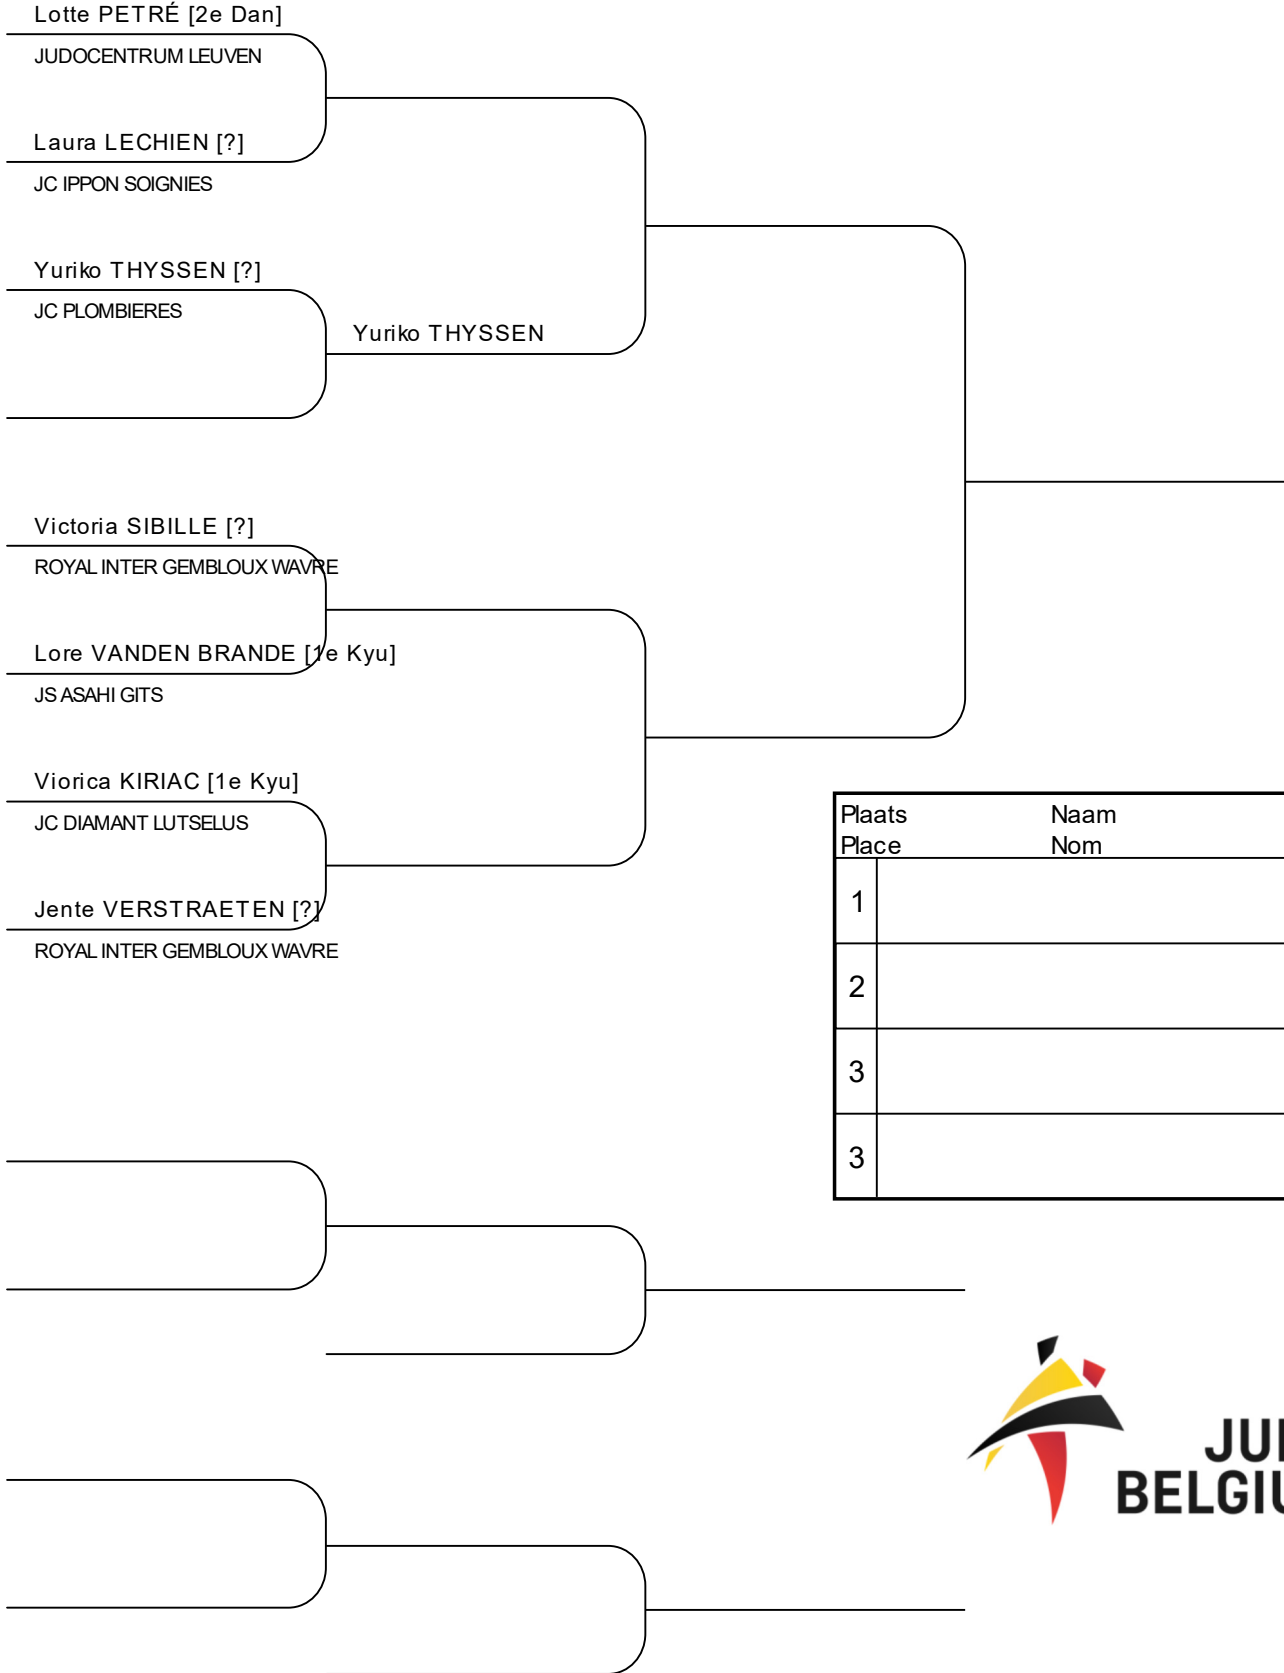 Lotte PETRÉ [2e Dan]
JUDOCENTRUM LEUVEN
Laura LECHIEN [?]
JC IPPON SOIGNIES
Yuriko THYSSEN [?]
JC PLOMBIERES
Yuriko THYSSEN
Victoria SIBILLE [?]
ROYAL INTER GEMBLOUX WAVRE
Lore VANDEN BRANDE [1e Kyu]
JS ASAHI GITS
Viorica KIRIAC [1e Kyu]
JC DIAMANT LUTSELUS
Jente VERSTRAETEN [?]
ROYAL INTER GEMBLOUX WAVRE
Plaats Naam
Place Nom
1
2
3
3
JU
BELGIU